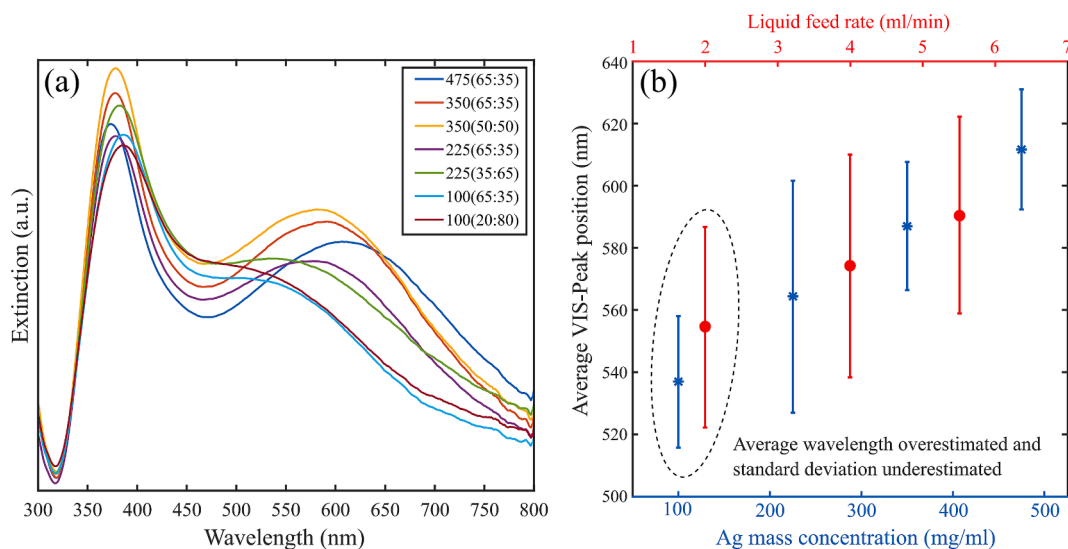 (a)
475(65:35)
350(65:35)
350(50:50)
225(65:35)
225(35:65)
100(65:35)
100(20:80)
Extinction (a.u.)
300 350 400 450 500 550 600 650 700 750 800
Wavelength (nm)
Liquid feed rate (ml/min)
1 2 3 4 5 6 7
(b)
640
620
600
580
560
540
520
500
Average VIS-Peak position (nm)
Average wavelength overestimated and
standard deviation underestimated
100 200 300 400 500
Ag mass concentration (mg/ml)